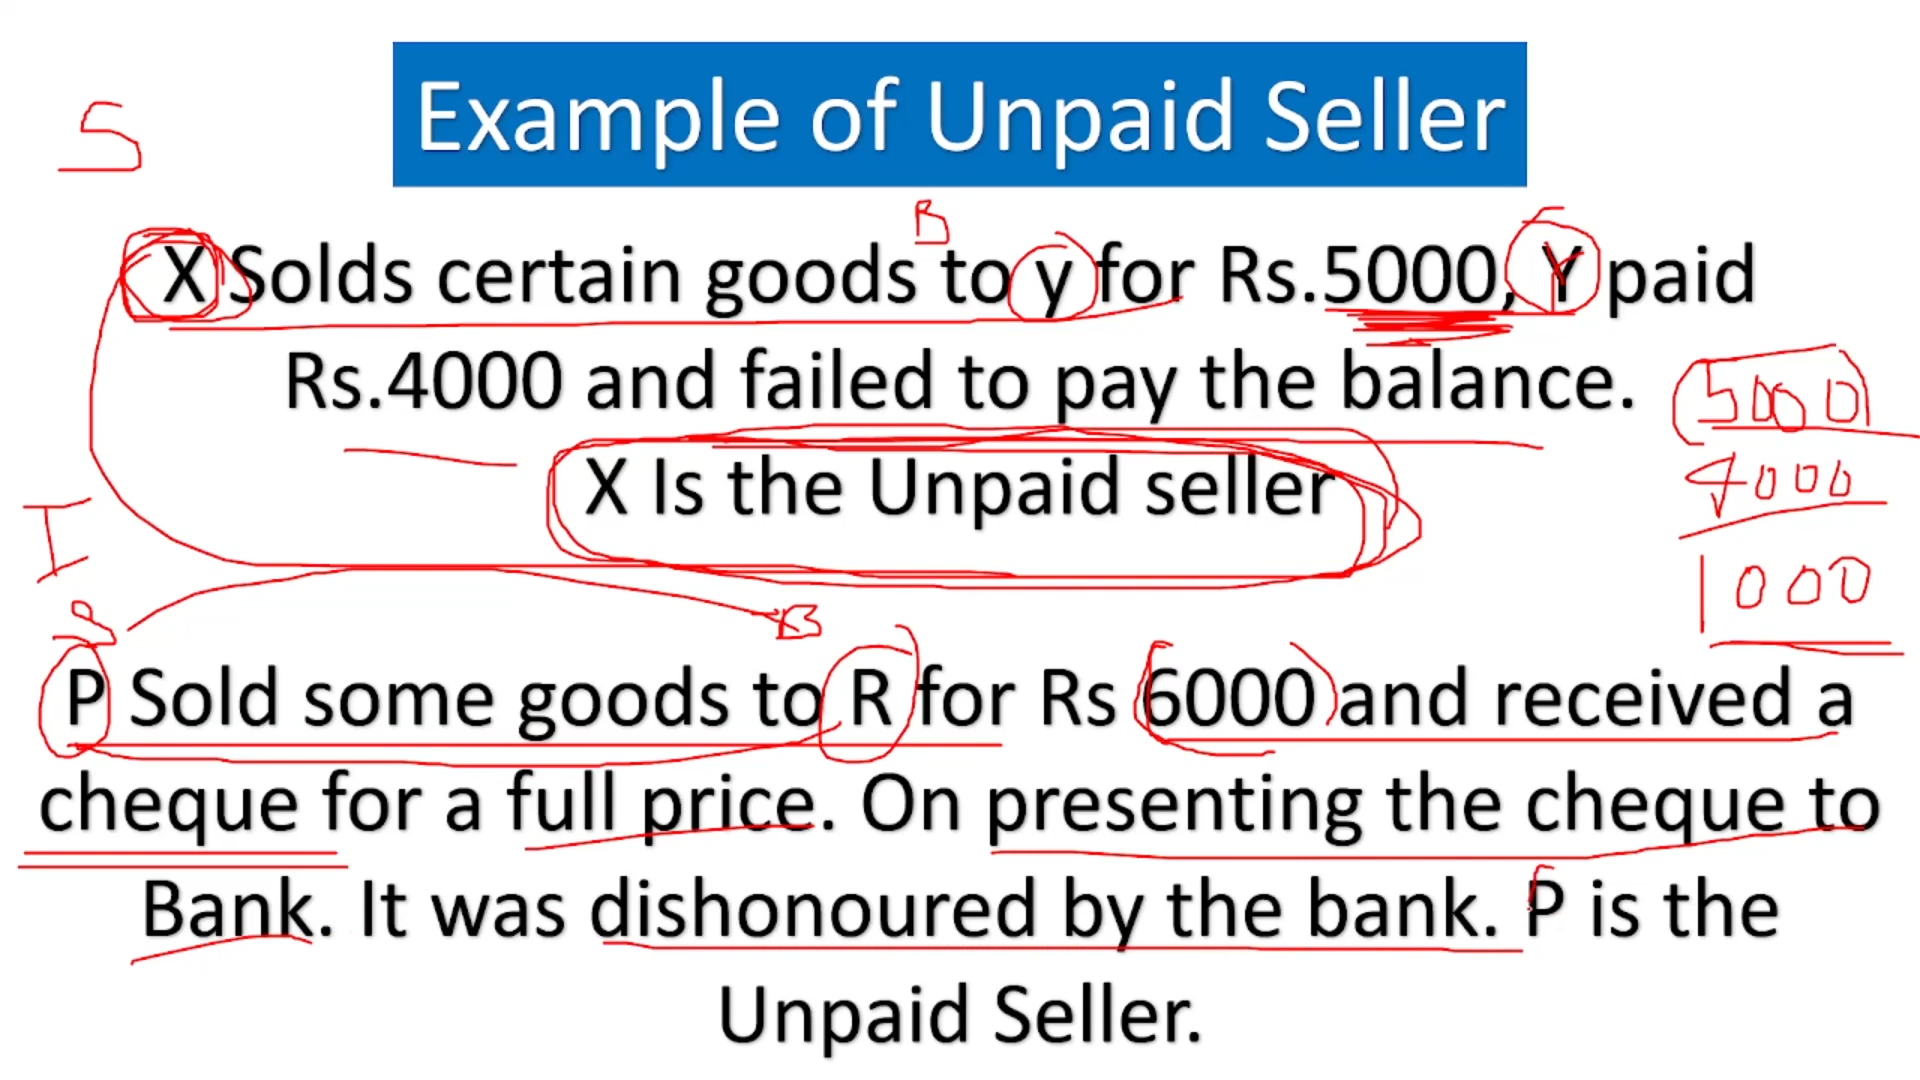 Example of Unpaid Seller
S
B
X Solds certain goods to y for Rs.5000, Y paid
Rs.4000 and failed to pay the balance.
5000
4000
X Is the Unpaid seller
I
1000
S
B
P Sold some goods to R for Rs 6000 and received a
cheque for a full price. On presenting the cheque to
Bank. It was dishonoured by the bank. P is the
Unpaid Seller.